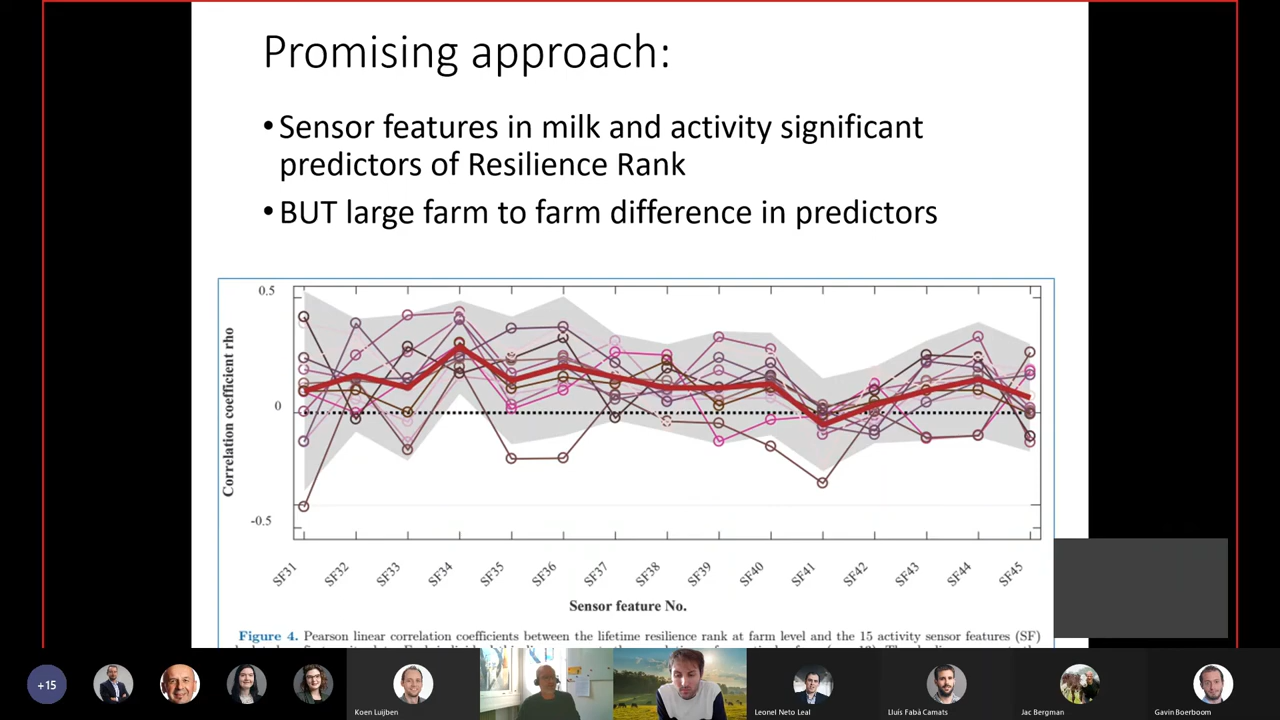 Promising approach:
• Sensor features in milk and activity significant
predictors of Resilience Rank
• BUT large farm to farm difference in predictors
0.5
0
-0.5
Correlation coefficient rho
SF31 SF32 SF33 SF34 SF35 SF36 SF37 SF38 SF39 SF40 SF41 SF42 SF43 SF44 SF45
Sensor feature No.
Figure 4. Pearson linear correlation coefficients between the lifetime resilience rank at farm level and the 15 activity sensor features (SF)
+15
Koen Luijben
Leonel Neto Leal
Lluís Fabà Camats
Jac Bergman
Gavin Boerboom